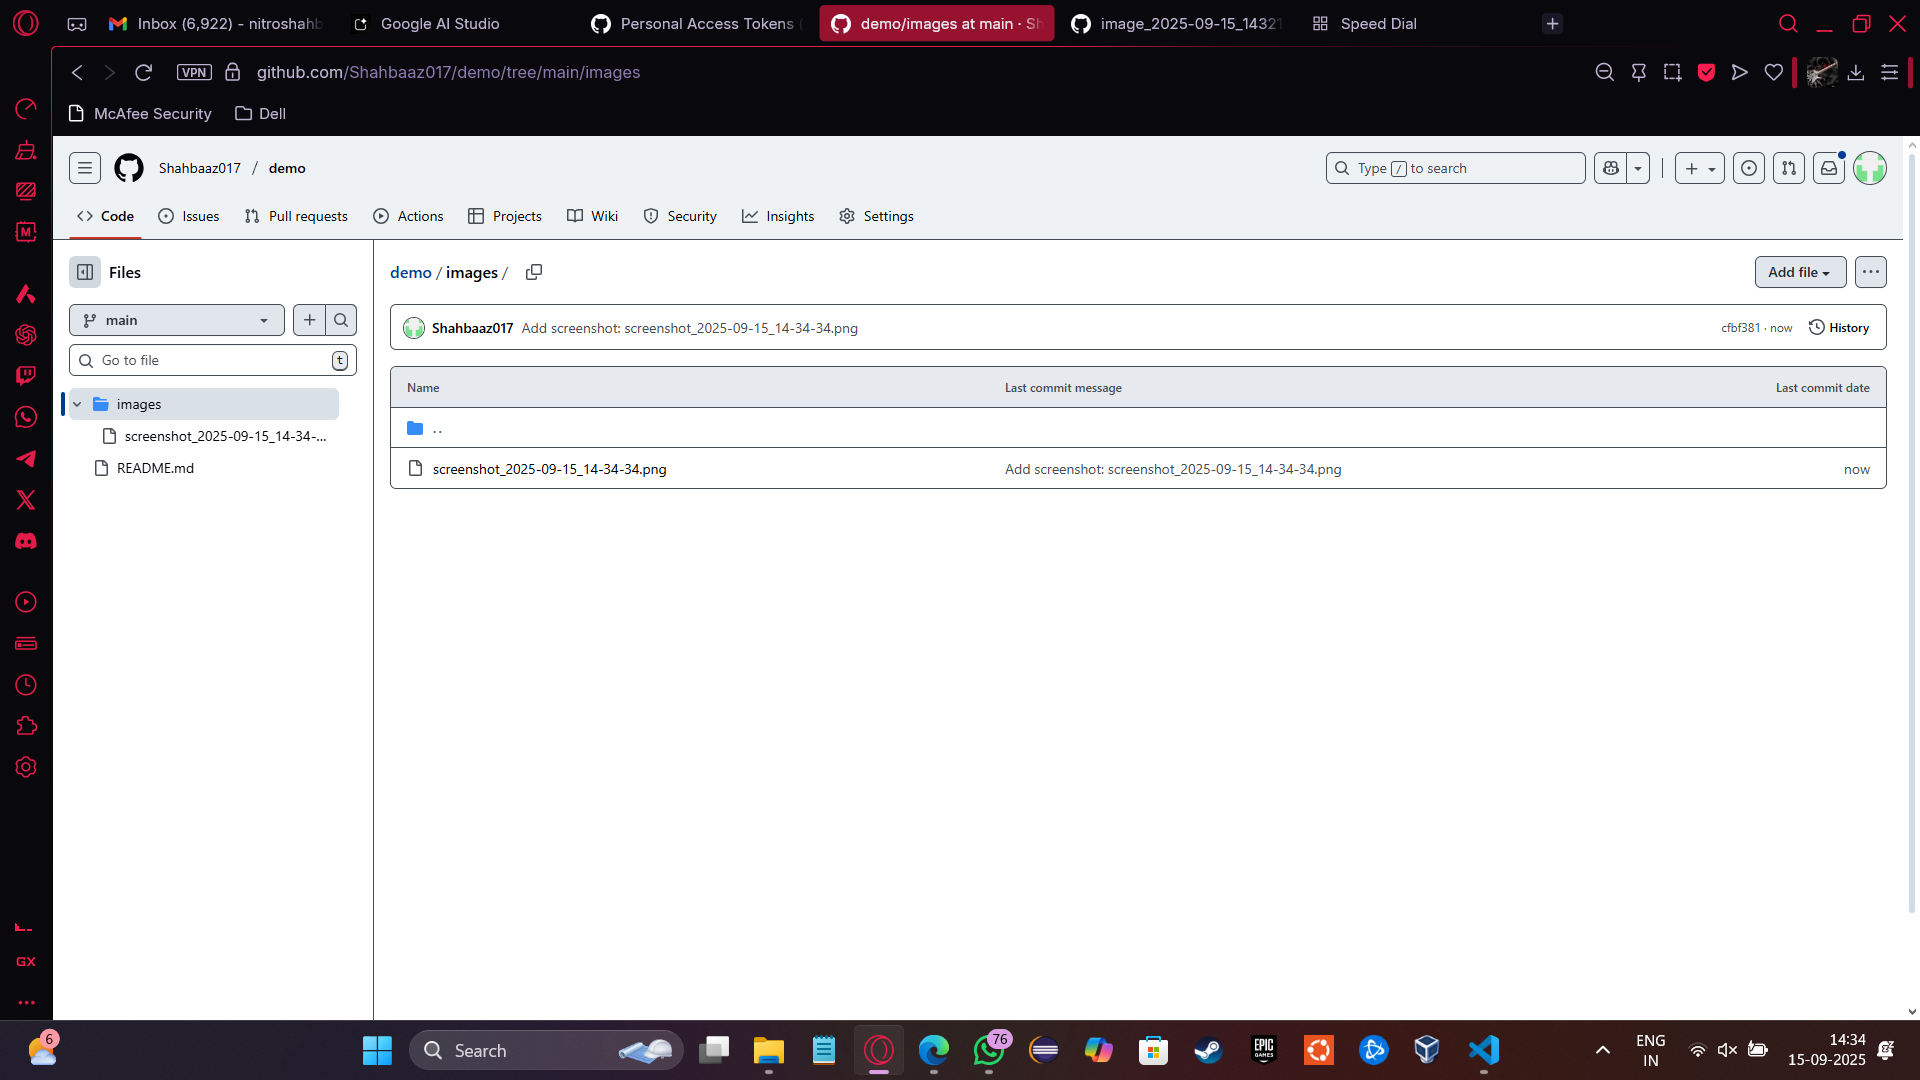 Inbox (6,922) - nitroshahb
Google AI Studio
Personal Access Tokens (
demo/images at main · Sh
image_2025-09-15_14321
Speed Dial
VPN
github.com/Shahbaaz017/demo/tree/main/images
McAfee Security
Dell
Shahbaaz017 / demo
Type / to search
Code
Issues
Pull requests
Actions
Projects
Wiki
Security
Insights
Settings
Files
demo / images /
Add file
main
Shahbaaz017 Add screenshot: screenshot_2025-09-15_14-34-34.png
cfbf381 · now
History
Go to file
t
Name
Last commit message
Last commit date
images
..
screenshot_2025-09-15_14-34-...
README.md
screenshot_2025-09-15_14-34-34.png
Add screenshot: screenshot_2025-09-15_14-34-34.png
now
M
GX
6
Search
76
EPIC
GAMES
ENG
IN
14:34
15-09-2025